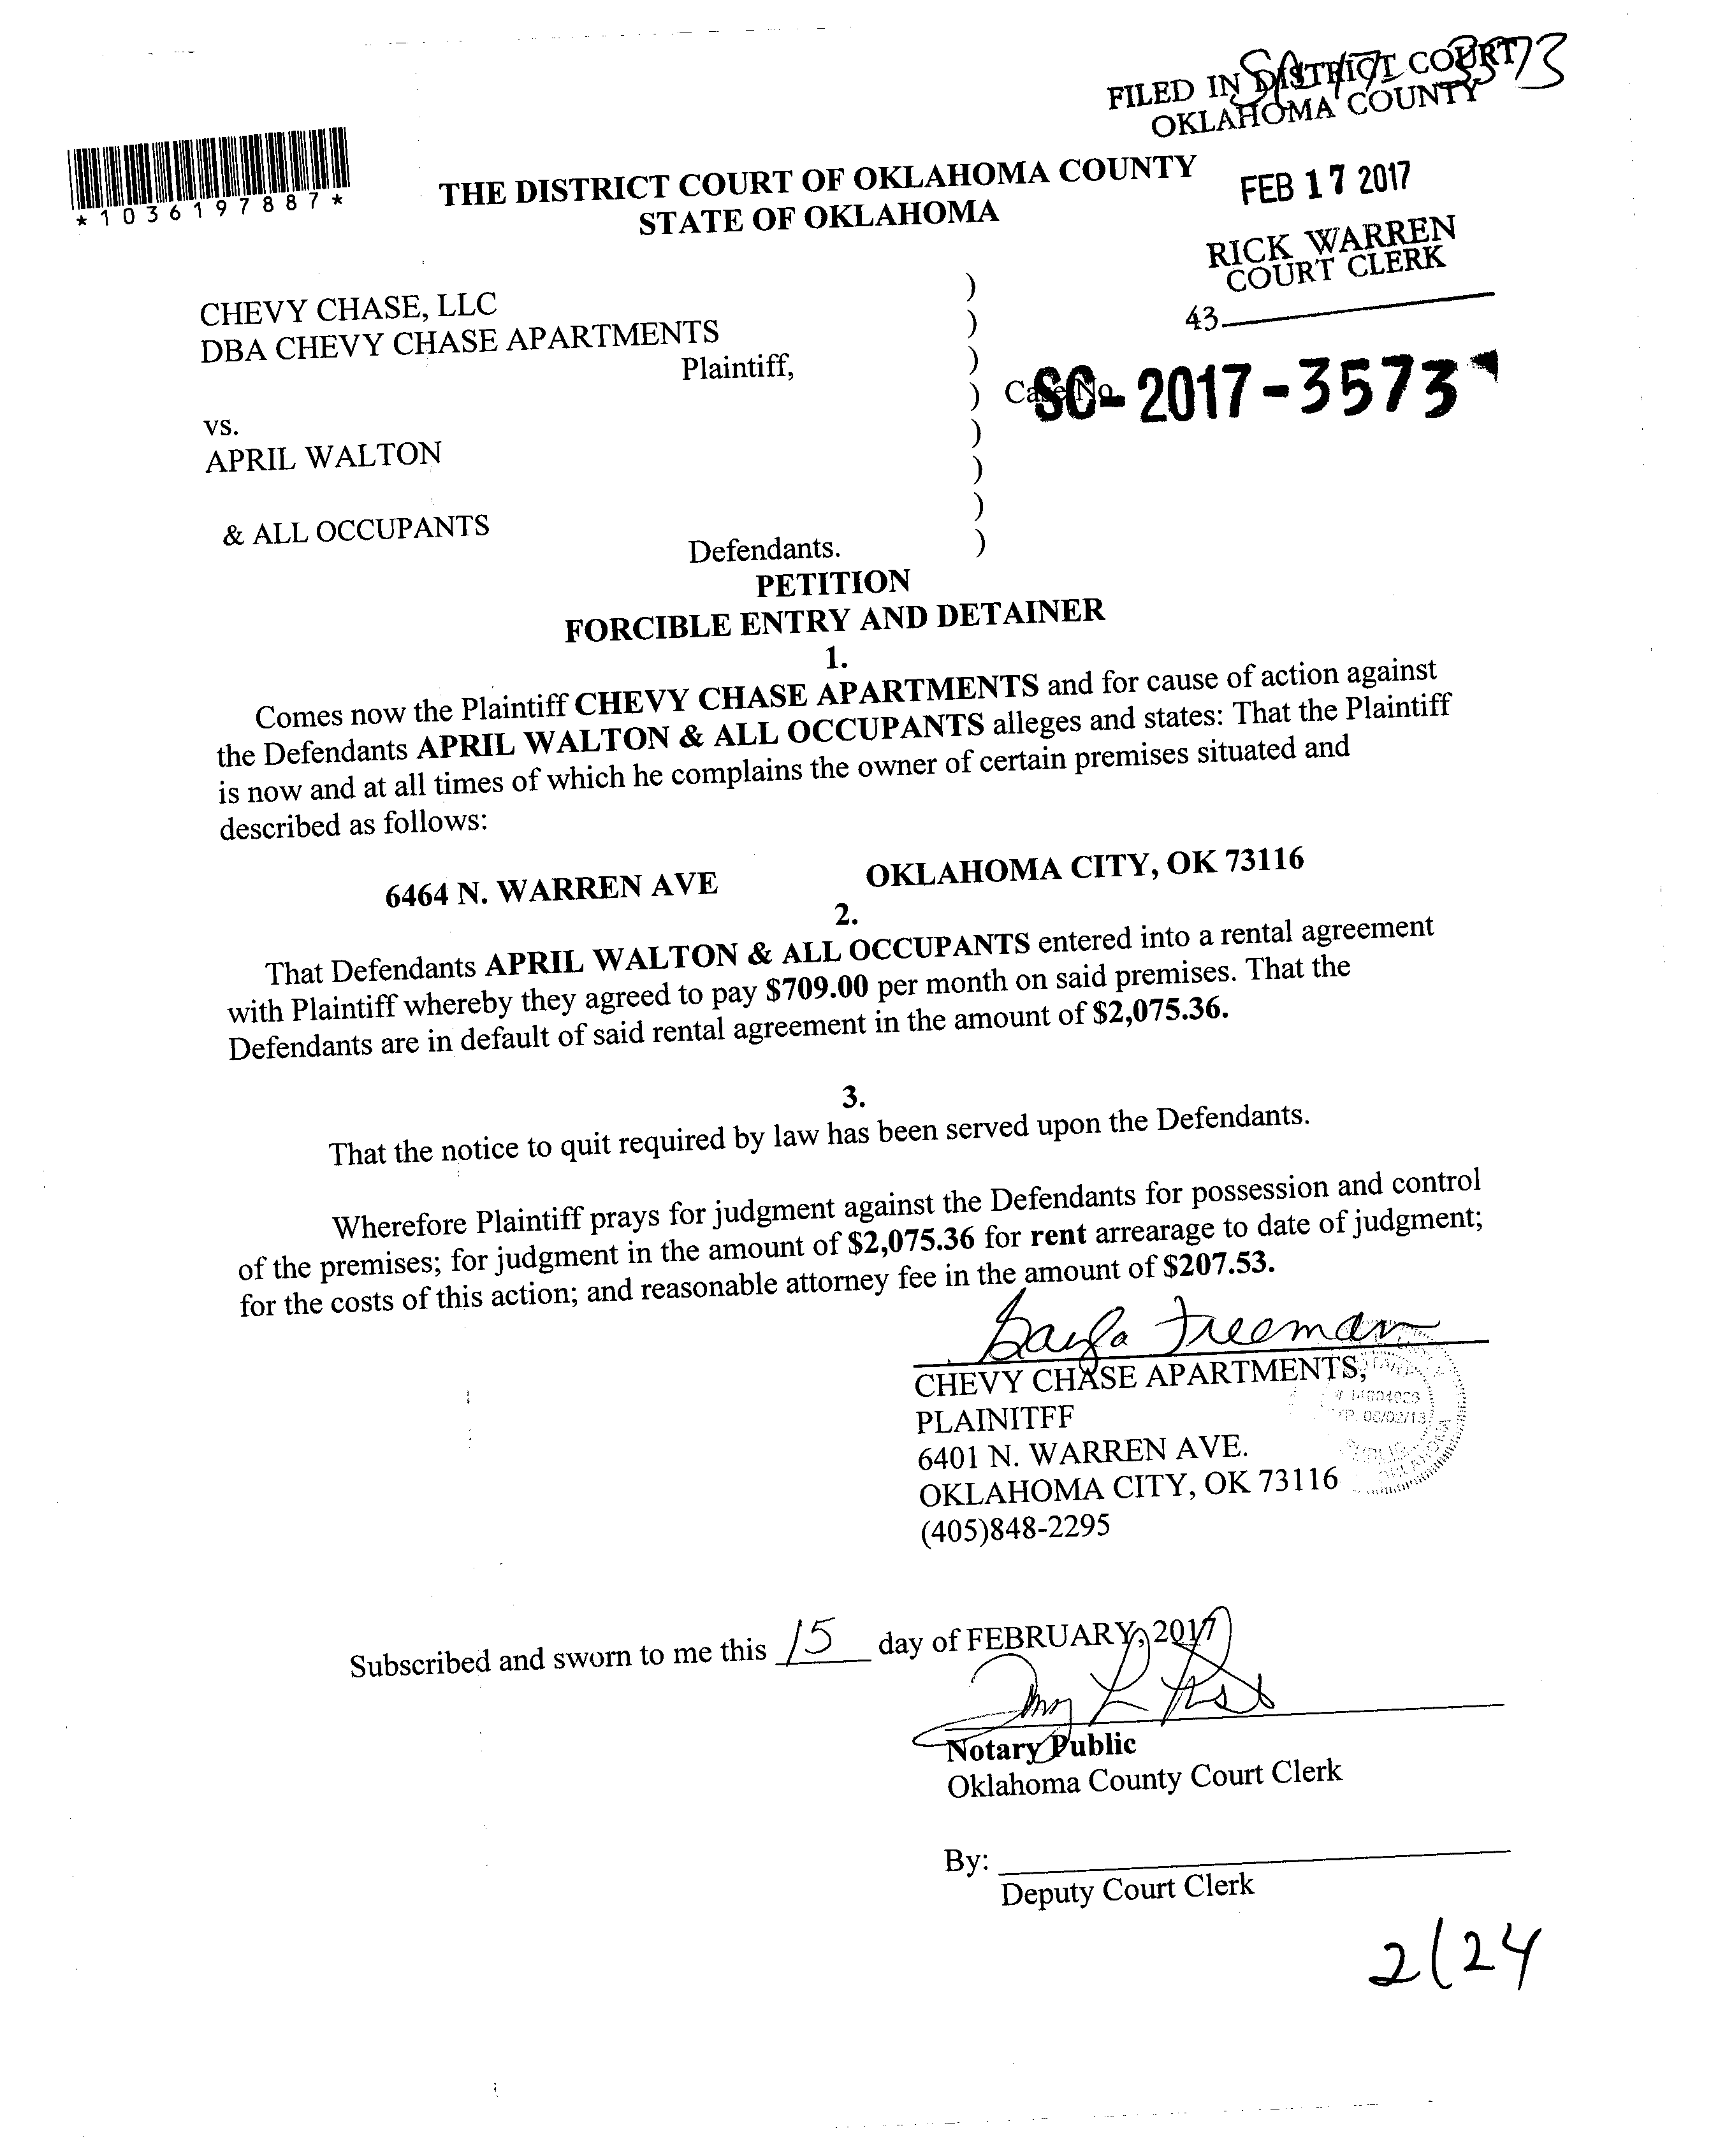 SC 17 3573
FILED IN DISTRICT COURT
OKLAHOMA COUNTY
*1036197887*
THE DISTRICT COURT OF OKLAHOMA COUNTY
STATE OF OKLAHOMA
FEB 17 2017
RICK WARREN
COURT CLERK
43
CHEVY CHASE, LLC )
DBA CHEVY CHASE APARTMENTS )
Plaintiff, )
) Case No.
SC-2017-3573
vs. )
APRIL WALTON )
)
& ALL OCCUPANTS
Defendants. )
PETITION
FORCIBLE ENTRY AND DETAINER
1.
Comes now the Plaintiff CHEVY CHASE APARTMENTS and for cause of action against
the Defendants APRIL WALTON & ALL OCCUPANTS alleges and states: That the Plaintiff
is now and at all times of which he complains the owner of certain premises situated and
described as follows:
6464 N. WARREN AVE OKLAHOMA CITY, OK 73116
2.
That Defendants APRIL WALTON & ALL OCCUPANTS entered into a rental agreement
with Plaintiff whereby they agreed to pay $709.00 per month on said premises. That the
Defendants are in default of said rental agreement in the amount of $2,075.36.
3.
That the notice to quit required by law has been served upon the Defendants.
Wherefore Plaintiff prays for judgment against the Defendants for possession and control
of the premises; for judgment in the amount of $2,075.36 for rent arrearage to date of judgment;
for the costs of this action; and reasonable attorney fee in the amount of $207.53.
Freeman
CHEVY CHASE APARTMENTS,
PLAINITFF
6401 N. WARREN AVE.
OKLAHOMA CITY, OK 73116
(405)848-2295
Subscribed and sworn to me this 15 day of FEBRUARY, 2017
Notary Public
Oklahoma County Court Clerk
By:
Deputy Court Clerk
2/24